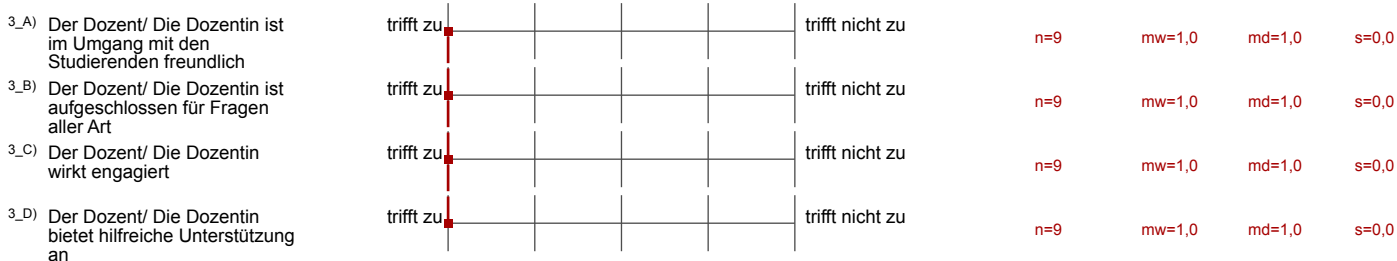 3_A) Der Dozent/ Die Dozentin ist
im Umgang mit den
Studierenden freundlich
trifft zu trifft nicht zu n=9 mw=1,0 md=1,0 s=0,0
3_B) Der Dozent/ Die Dozentin ist
aufgeschlossen für Fragen
aller Art
trifft zu trifft nicht zu n=9 mw=1,0 md=1,0 s=0,0
3_C) Der Dozent/ Die Dozentin
wirkt engagiert
trifft zu trifft nicht zu n=9 mw=1,0 md=1,0 s=0,0
3_D) Der Dozent/ Die Dozentin
bietet hilfreiche Unterstützung
an
trifft zu trifft nicht zu n=9 mw=1,0 md=1,0 s=0,0